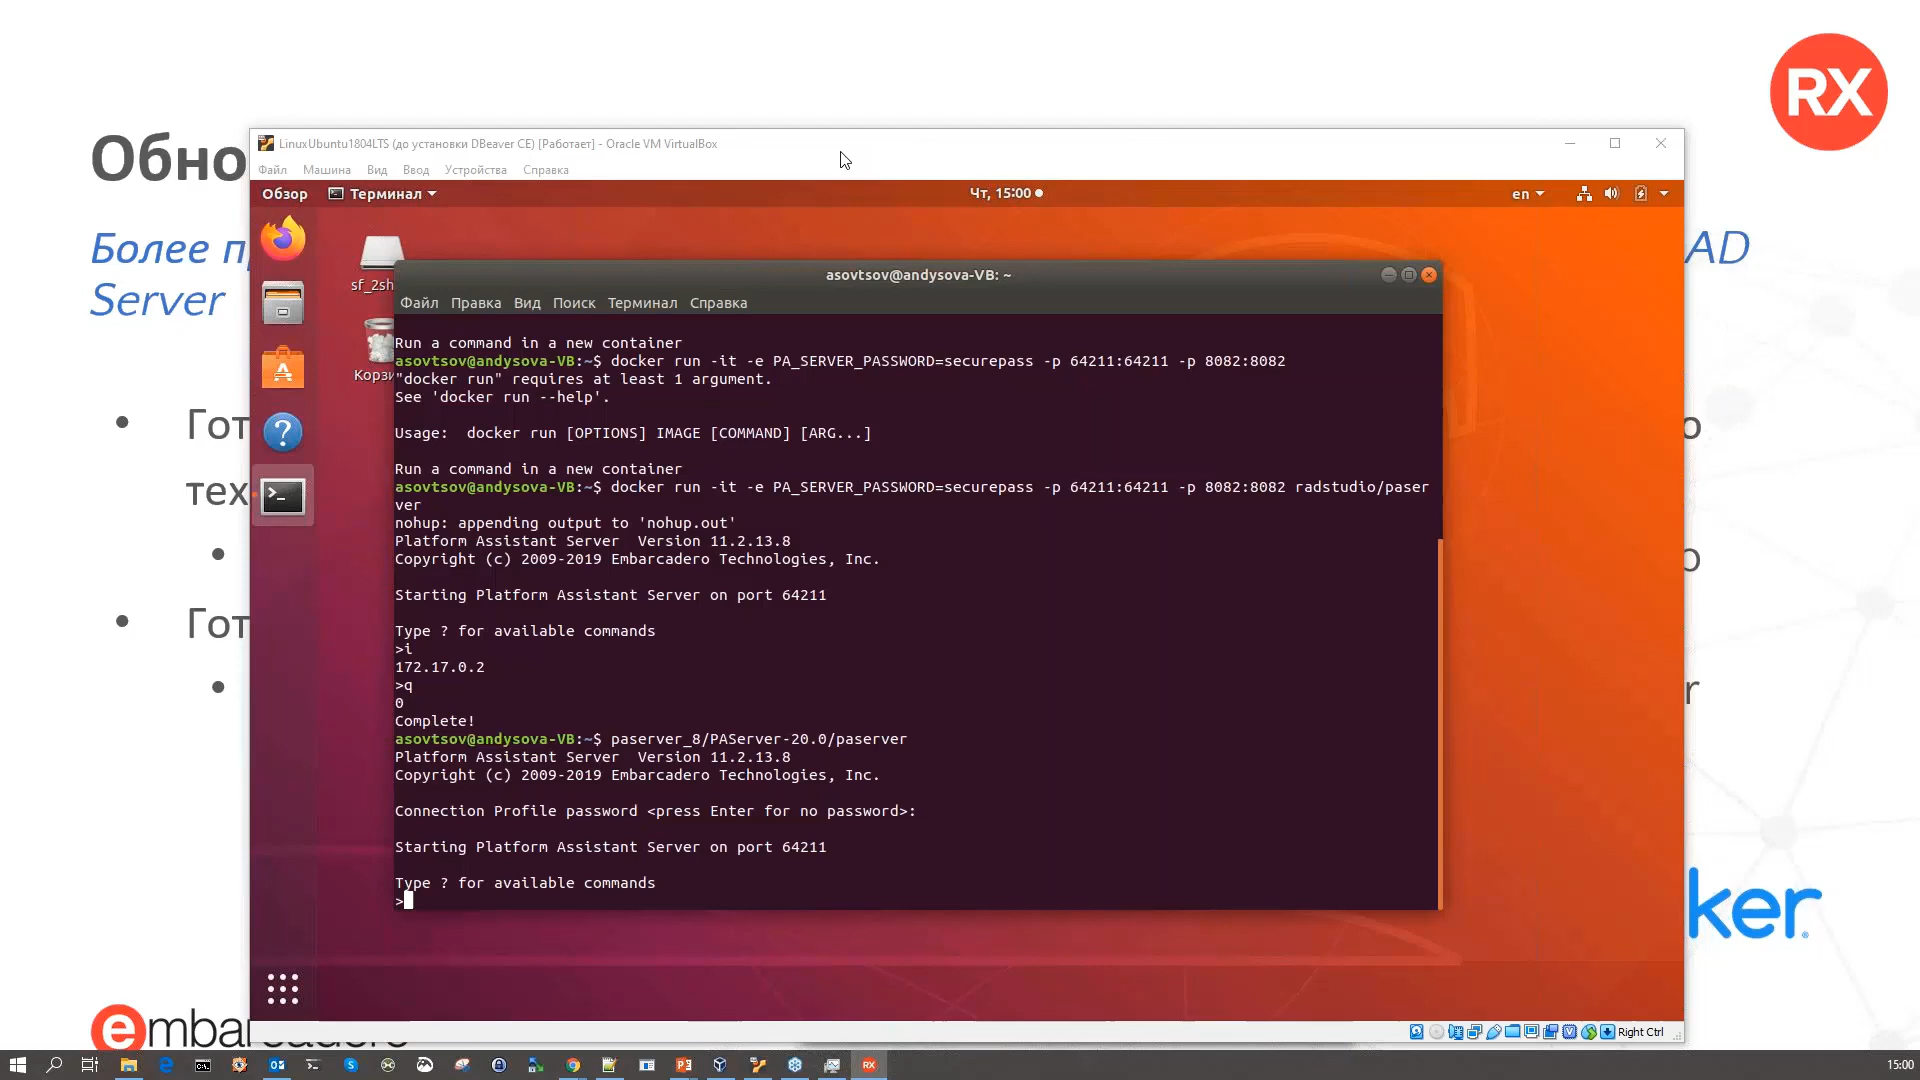 RX
Обно
LinuxUbuntu1804LTS (до установки DBeaver CE) [Работает] - Oracle VM VirtualBox
Файл Машина Вид Ввод Устройства Справка
Обзор Терминал Чт, 15:00 en
Более п AD
Server
sf_2sh
Корзи
asovtsov@andysova-VB: ~
Файл Правка Вид Поиск Терминал Справка
Run a command in a new container
asovtsov@andysova-VB:~$ docker run -it -e PA_SERVER_PASSWORD=securepass -p 64211:64211 -p 8082:8082
"docker run" requires at least 1 argument.
See 'docker run --help'.
Usage:  docker run [OPTIONS] IMAGE [COMMAND] [ARG...]
Run a command in a new container
asovtsov@andysova-VB:~$ docker run -it -e PA_SERVER_PASSWORD=securepass -p 64211:64211 -p 8082:8082 radstudio/paser
ver
nohup: appending output to 'nohup.out'
Platform Assistant Server  Version 11.2.13.8
Copyright (c) 2009-2019 Embarcadero Technologies, Inc.
Starting Platform Assistant Server on port 64211
Type ? for available commands
>i
172.17.0.2
>q
0
Complete!
asovtsov@andysova-VB:~$ paserver_8/PAServer-20.0/paserver
Platform Assistant Server  Version 11.2.13.8
Copyright (c) 2009-2019 Embarcadero Technologies, Inc.
Connection Profile password <press Enter for no password>:
Starting Platform Assistant Server on port 64211
Type ? for available commands
>
• Гот о
тех
• о
• Гот
• r
ker
embar
Right Ctrl
15:00